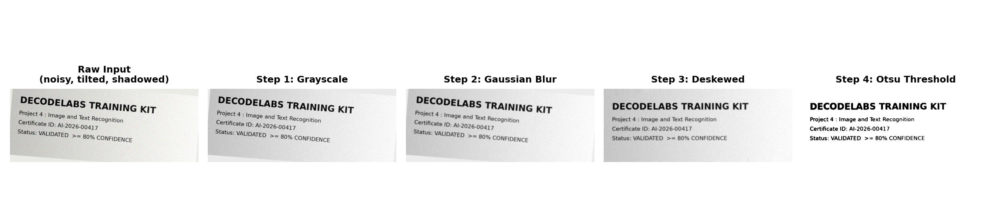 Raw Input
(noisy, tilted, shadowed)
DECODELABS TRAINING KIT
Project 4 : Image and Text Recognition
Certificate ID: AI-2026-00417
Status: VALIDATED  >= 80% CONFIDENCE
Step 1: Grayscale
DECODELABS TRAINING KIT
Project 4 : Image and Text Recognition
Certificate ID: AI-2026-00417
Status: VALIDATED  >= 80% CONFIDENCE
Step 2: Gaussian Blur
DECODELABS TRAINING KIT
Project 4 : Image and Text Recognition
Certificate ID: AI-2026-00417
Status: VALIDATED  >= 80% CONFIDENCE
Step 3: Deskewed
DECODELABS TRAINING KIT
Project 4 : Image and Text Recognition
Certificate ID: AI-2026-00417
Status: VALIDATED  >= 80% CONFIDENCE
Step 4: Otsu Threshold
DECODELABS TRAINING KIT
Project 4 : Image and Text Recognition
Certificate ID: AI-2026-00417
Status: VALIDATED  >= 80% CONFIDENCE